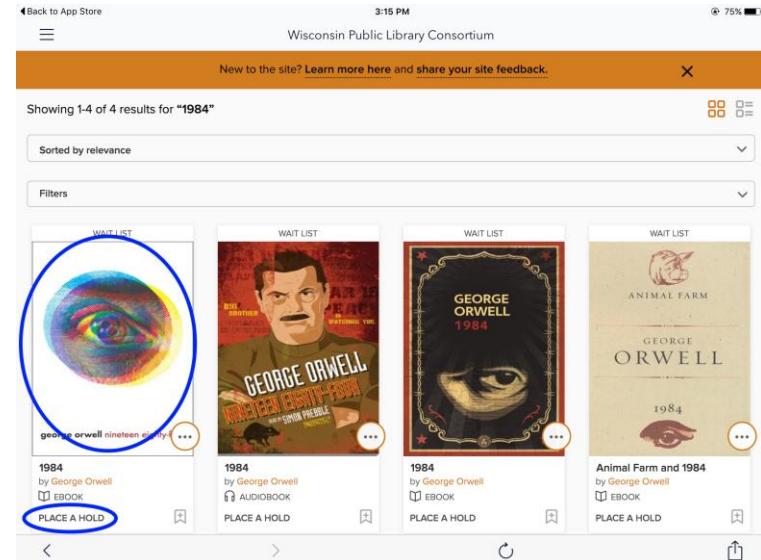 Back to App Store
3:15 PM
75%
Wisconsin Public Library Consortium
New to the site? Learn more here and share your site feedback.
Showing 1-4 of 4 results for “1984”
Sorted by relevance
Filters
WAIT LIST
WAIT LIST
WAIT LIST
WAIT LIST
george orwell nineteen
BIG
BROTHER
WATCHING YOU
GEORGE ORWELL
NINETEEN EIGHTY-FOUR
READ BY SIMON PREBBLE
GEORGE
ORWELL
1984
ANIMAL FARM
GEORGE
ORWELL
1984
1984
by George Orwell
EBOOK
PLACE A HOLD
1984
by George Orwell
AUDIOBOOK
PLACE A HOLD
1984
by George Orwell
EBOOK
PLACE A HOLD
Animal Farm and 1984
by George Orwell
EBOOK
PLACE A HOLD